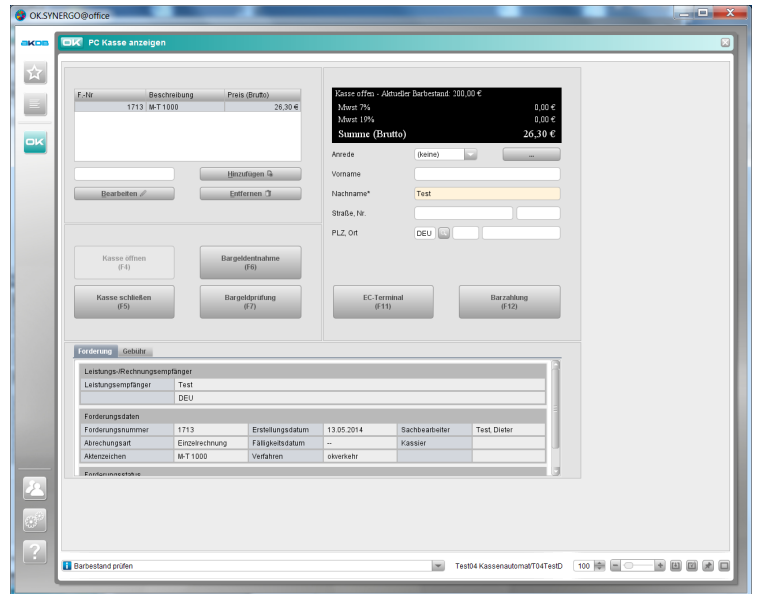 OK.SYNERGO@office
AKDB
OK PC Kasse anzeigen
F.-Nr Beschreibung Preis (Brutto)
1713 M-T 1000 26,30 €
Hinzufügen
Bearbeiten Entfernen
Kasse offen - Aktueller Barbestand: 200,00 €
Mwst 7% 0,00 €
Mwst 19% 0,00 €
Summe (Brutto) 26,30 €
Anrede (keine) ...
Vorname
Nachname* Test
Straße, Nr.
PLZ, Ort DEU
OK
Kasse öffnen
(F4)
Bargeldentnahme
(F6)
Kasse schließen
(F5)
Bargeldprüfung
(F7)
EC-Terminal
(F11)
Barzahlung
(F12)
Forderung Gebühr...
Leistungs-/Rechnungsempfänger
Leistungsempfänger Test
DEU
Forderungsdaten
Forderungsnummer 1713 Erstellungsdatum 13.05.2014 Sachbearbeiter Test, Dieter
Abrechungsart Einzelrechnung Fälligkeitsdatum -- Kassier
Aktenzeichen M-T 1000 Verfahren okverkehr
Forderungsstatus
?
Barbestand prüfen Test04 Kassenautomat/T04TestD 100